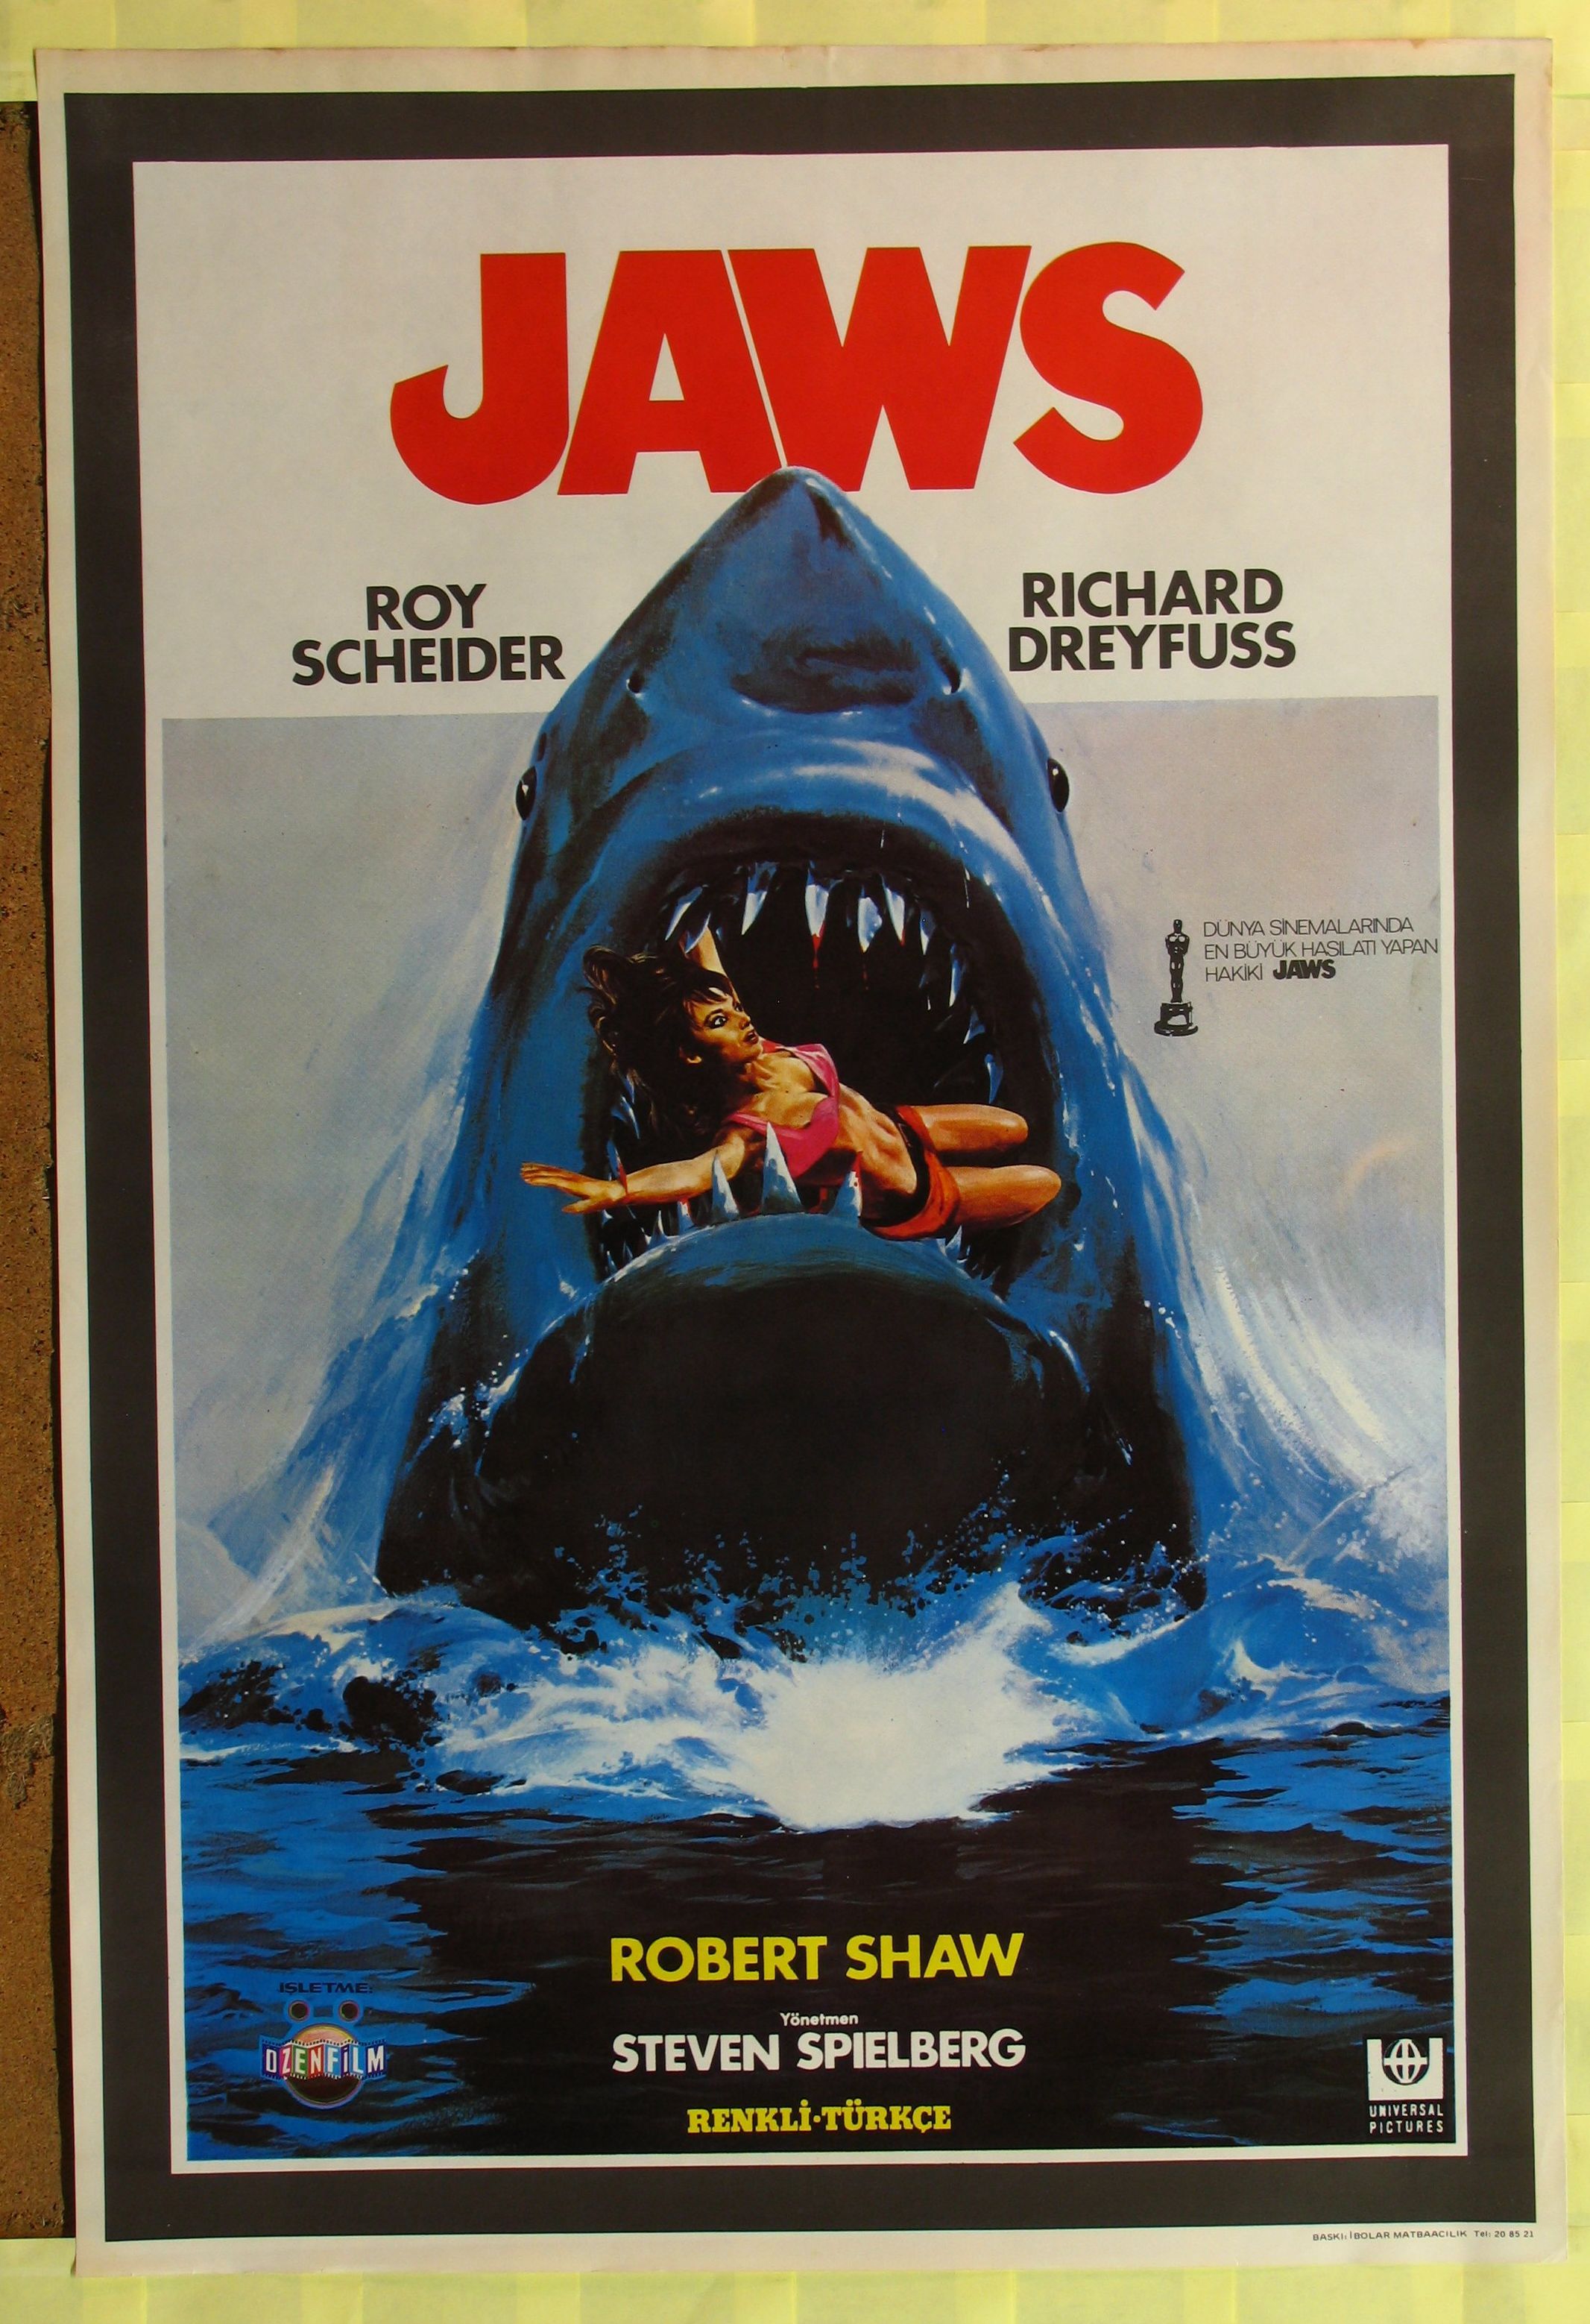 JAWS
ROY
SCHEIDER
RICHARD
DREYFUSS
DÜNYA SİNEMALARINDA
EN BÜYÜK HASILATI YAPAN
HAKİKİ JAWS
ROBERT SHAW
İŞLETME:
ÖZENFİLM
Yönetmen
STEVEN SPIELBERG
RENKLİ·TÜRKÇE
UNIVERSAL
PICTURES
BASKI: İBOLAR MATBAACILIK Tel: 20 85 21